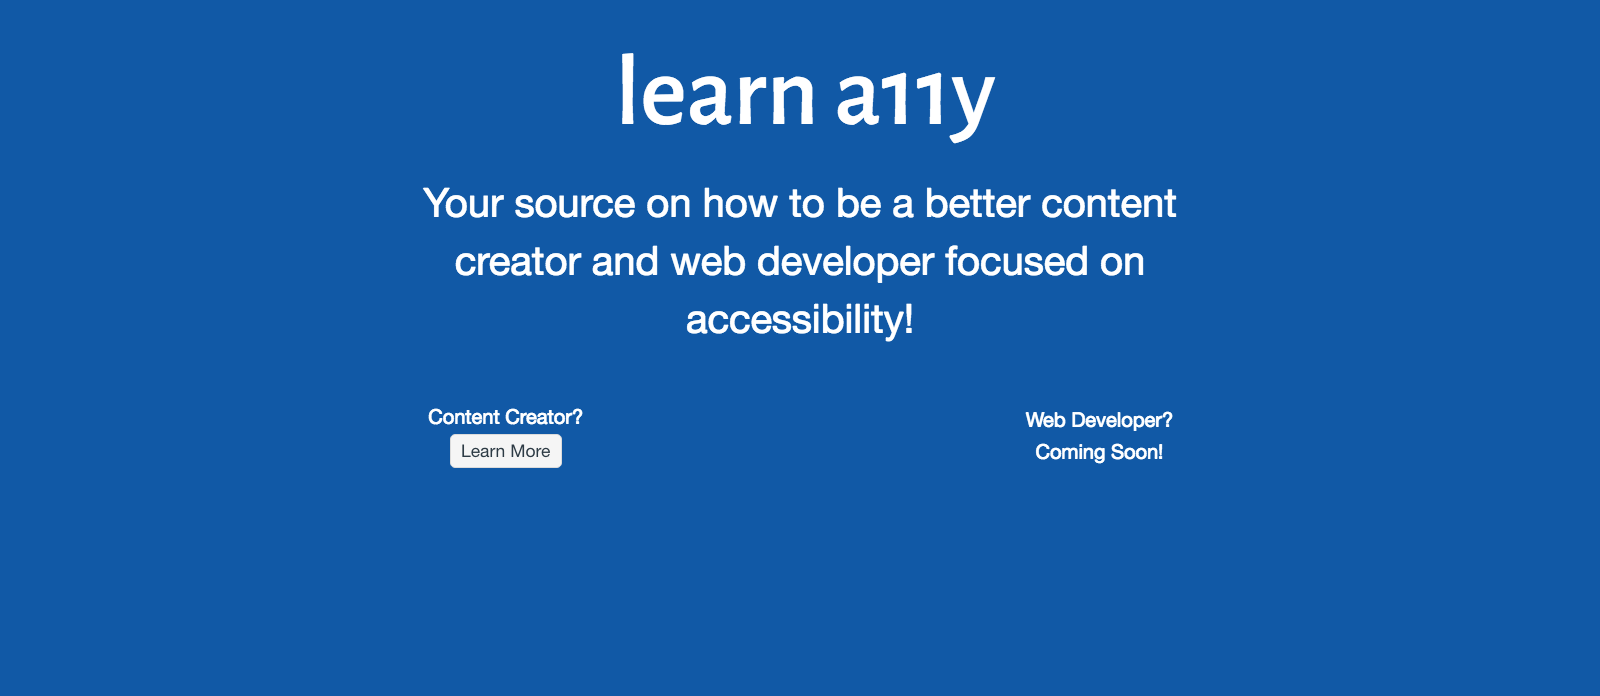 learn a11y
Your source on how to be a better content
creator and web developer focused on
accessibility!
Content Creator?
Learn More
Web Developer?
Coming Soon!